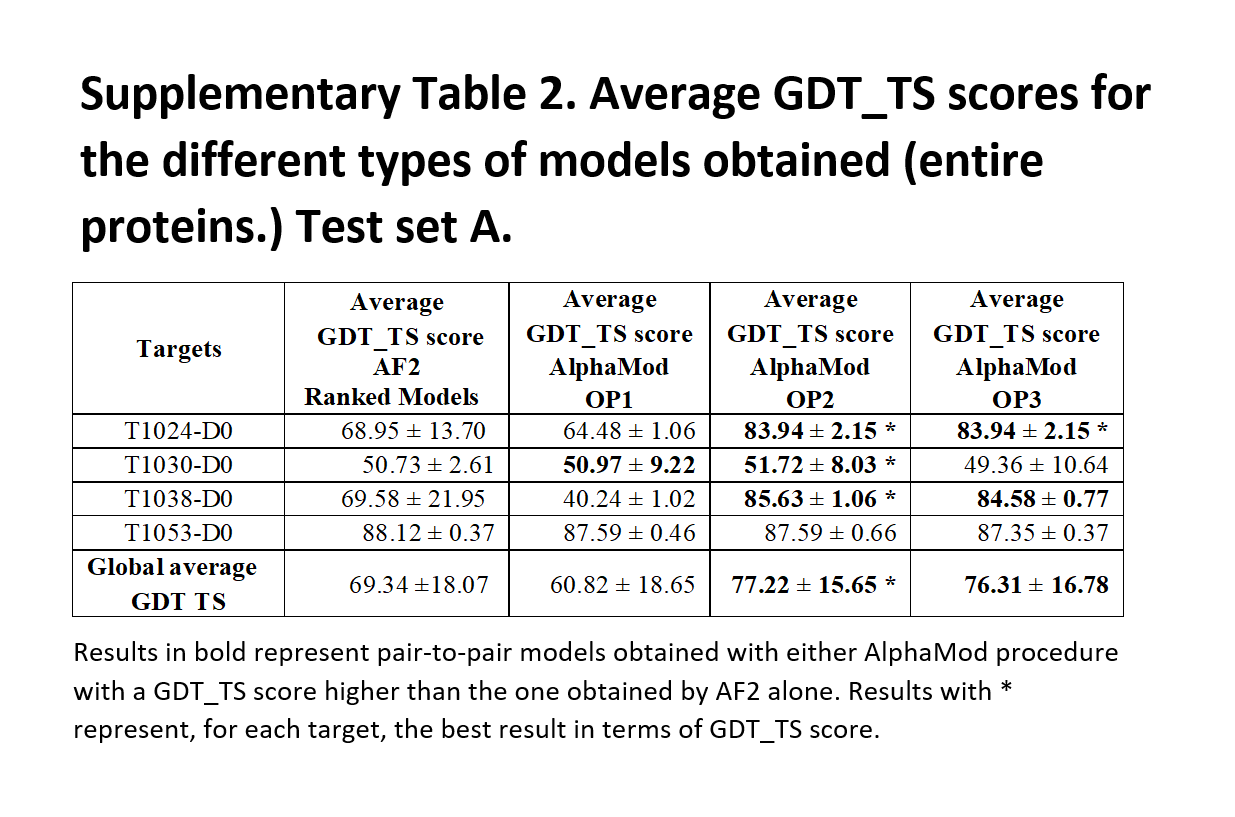 Supplementary Table 2. Average GDT_TS scores for
the different types of models obtained (entire
proteins.) Test set A.
Targets
Average
GDT_TS score
AF2
Ranked Models
Average
GDT_TS score
AlphaMod
OP1
Average
GDT_TS score
AlphaMod
OP2
Average
GDT_TS score
AlphaMod
OP3
T1024-D0 68.95 ± 13.70 64.48 ± 1.06 83.94 ± 2.15 * 83.94 ± 2.15 *
T1030-D0 50.73 ± 2.61 50.97 ± 9.22 51.72 ± 8.03 * 49.36 ± 10.64
T1038-D0 69.58 ± 21.95 40.24 ± 1.02 85.63 ± 1.06 * 84.58 ± 0.77
T1053-D0 88.12 ± 0.37 87.59 ± 0.46 87.59 ± 0.66 87.35 ± 0.37
Global average
GDT TS
69.34 ±18.07 60.82 ± 18.65 77.22 ± 15.65 * 76.31 ± 16.78
Results in bold represent pair-to-pair models obtained with either AlphaMod procedure
with a GDT_TS score higher than the one obtained by AF2 alone. Results with *
represent, for each target, the best result in terms of GDT_TS score.